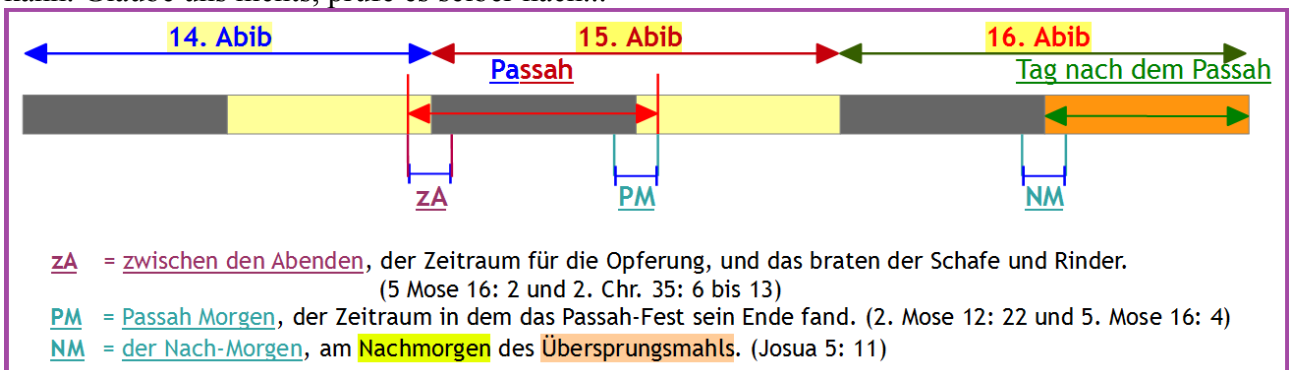 14. Abib 15. Abib 16. Abib
Passah Tag nach dem Passah
zA PM NM
zA = zwischen den Abenden, der Zeitraum für die Opferung, und das braten der Schafe und Rinder.
(5 Mose 16: 2 und 2. Chr. 35: 6 bis 13)
PM = Passah Morgen, der Zeitraum in dem das Passah-Fest sein Ende fand. (2. Mose 12: 22 und 5. Mose 16: 4)
NM = der Nach-Morgen, am Nachmorgen des Übersprungsmahls. (Josua 5: 11)